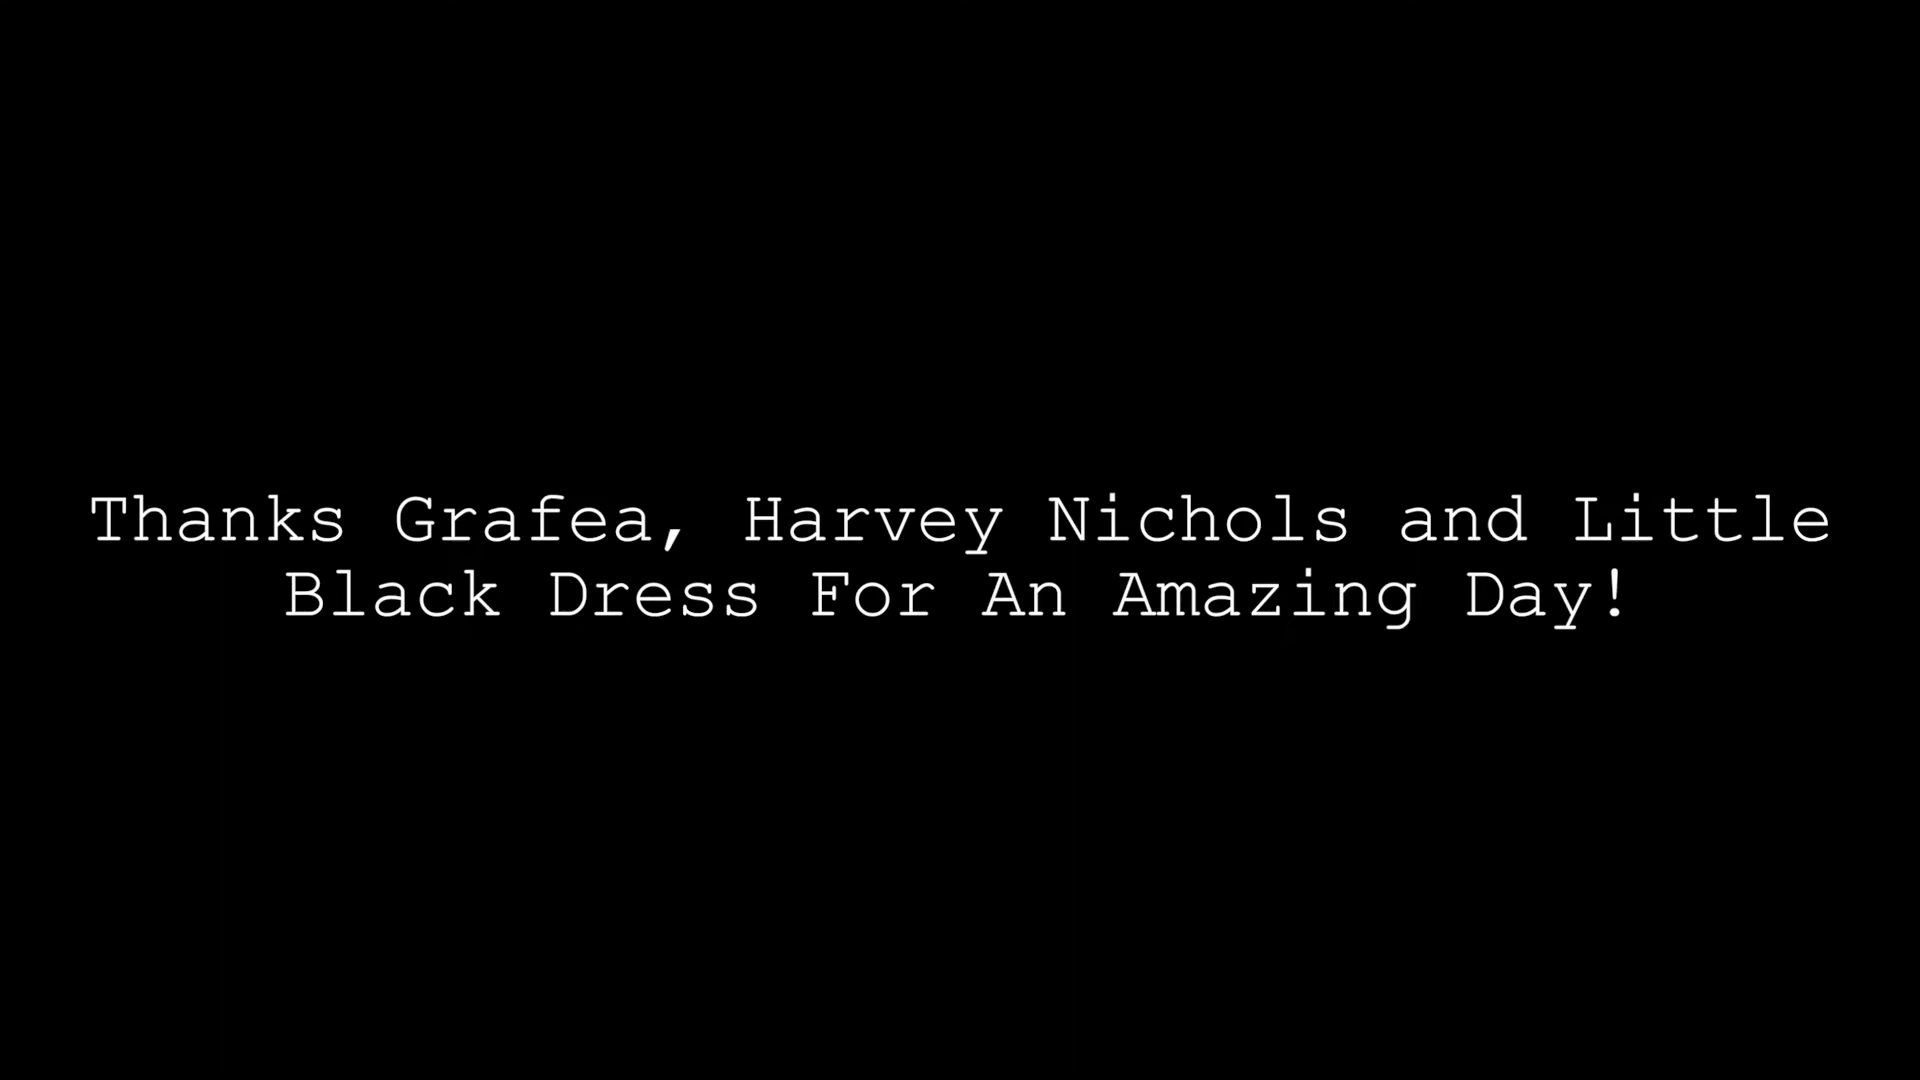 Thanks Grafea, Harvey Nichols and Little
Black Dress For An Amazing Day!